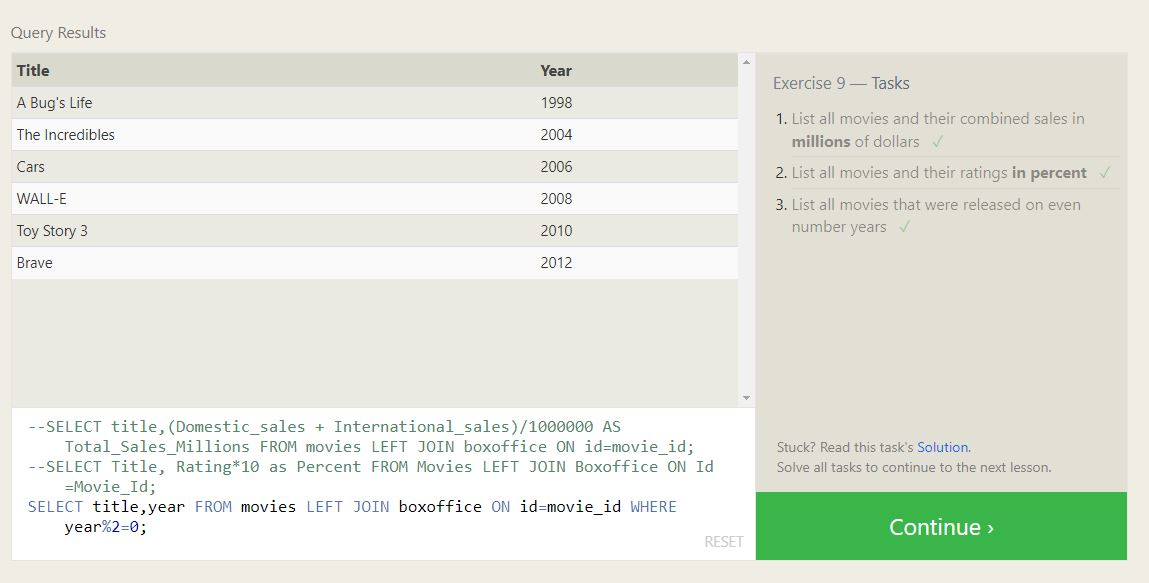 Query Results
Title Year
A Bug's Life 1998
The Incredibles 2004
Cars 2006
WALL-E 2008
Toy Story 3 2010
Brave 2012
--SELECT title,(Domestic_sales + International_sales)/1000000 AS
Total_Sales_Millions FROM movies LEFT JOIN boxoffice ON id=movie_id;
--SELECT Title, Rating*10 as Percent FROM Movies LEFT JOIN Boxoffice ON Id
=Movie_Id;
SELECT title,year FROM movies LEFT JOIN boxoffice ON id=movie_id WHERE
year%2=0;
RESET
Exercise 9 — Tasks
1. List all movies and their combined sales in
millions of dollars ✓
2. List all movies and their ratings in percent ✓
3. List all movies that were released on even
number years ✓
Stuck? Read this task's Solution.
Solve all tasks to continue to the next lesson.
Continue ›